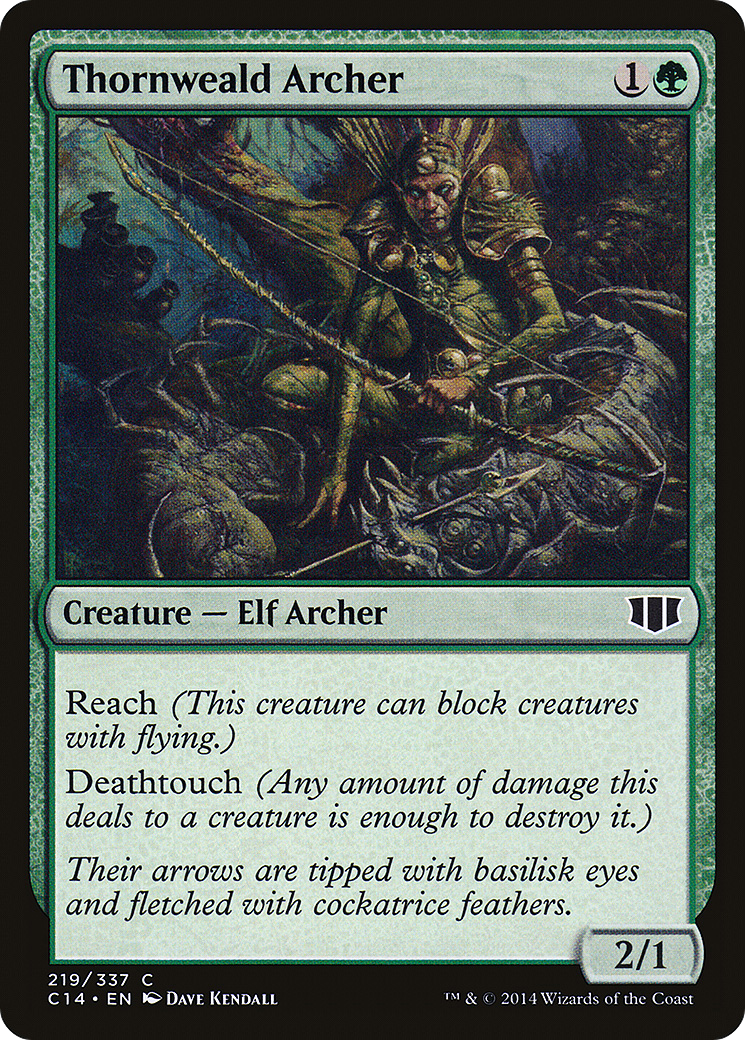 Thornweald Archer 1
Creature — Elf Archer
Reach (This creature can block creatures
with flying.)
Deathtouch (Any amount of damage this
deals to a creature is enough to destroy it.)
Their arrows are tipped with basilisk eyes
and fletched with cockatrice feathers.
2/1
219/337 C
C14 • EN Dave Kendall
™ & © 2014 Wizards of the Coast